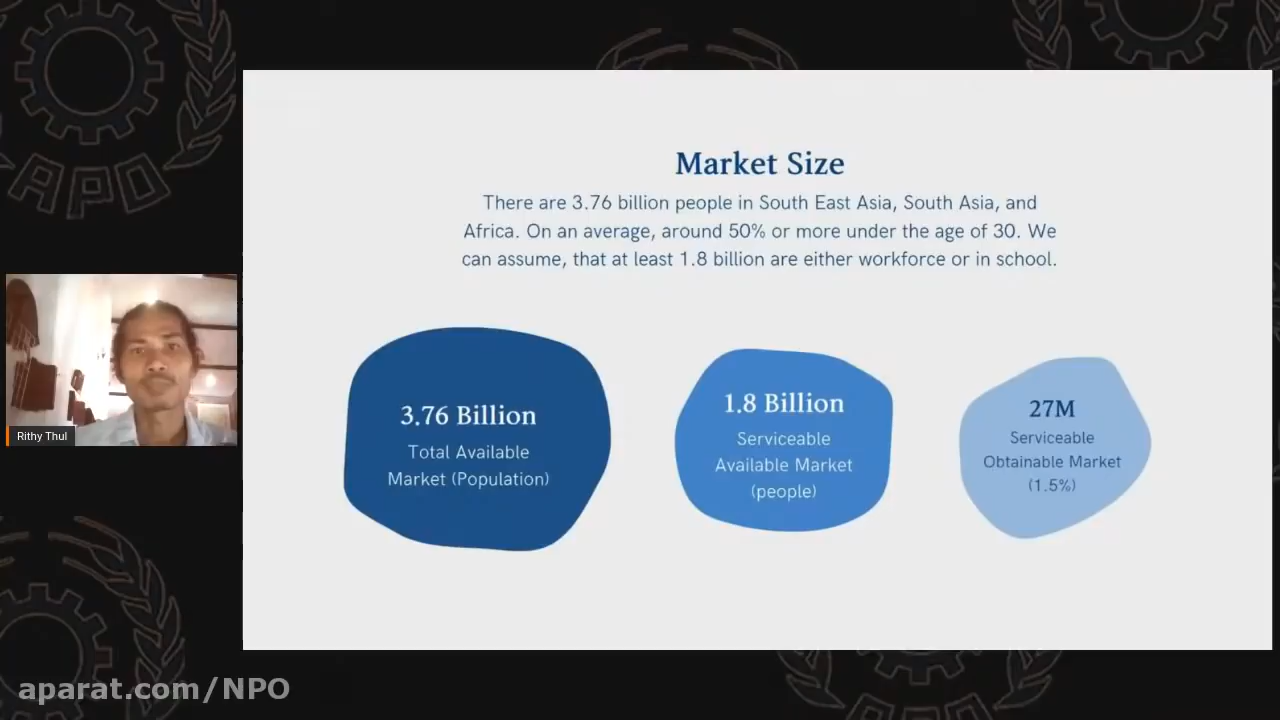 APO
Market Size
There are 3.76 billion people in South East Asia, South Asia, and
Africa. On an average, around 50% or more under the age of 30. We
can assume, that at least 1.8 billion are either workforce or in school.
3.76 Billion
Total Available
Market (Population)
1.8 Billion
Serviceable
Available Market
(people)
27M
Serviceable
Obtainable Market
(1.5%)
Rithy Thul
aparat.com/NPO